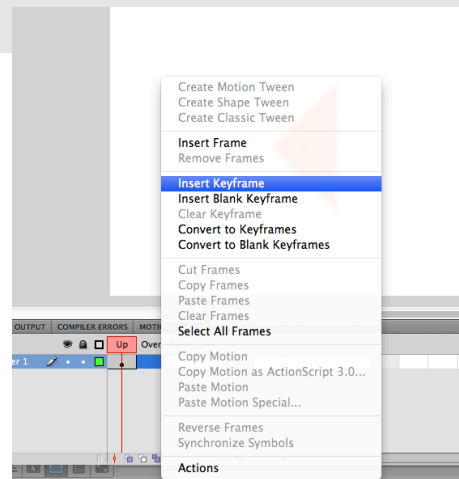 Create Motion Tween
Create Shape Tween
Create Classic Tween
Insert Frame
Remove Frames
Insert Keyframe
Insert Blank Keyframe
Clear Keyframe
Convert to Keyframes
Convert to Blank Keyframes
Cut Frames
Copy Frames
Paste Frames
Clear Frames
Select All Frames
OUTPUT COMPILER ERRORS MOTI
Up Over
er 1
Copy Motion
Copy Motion as ActionScript 3.0...
Paste Motion
Paste Motion Special...
Reverse Frames
Synchronize Symbols
Actions